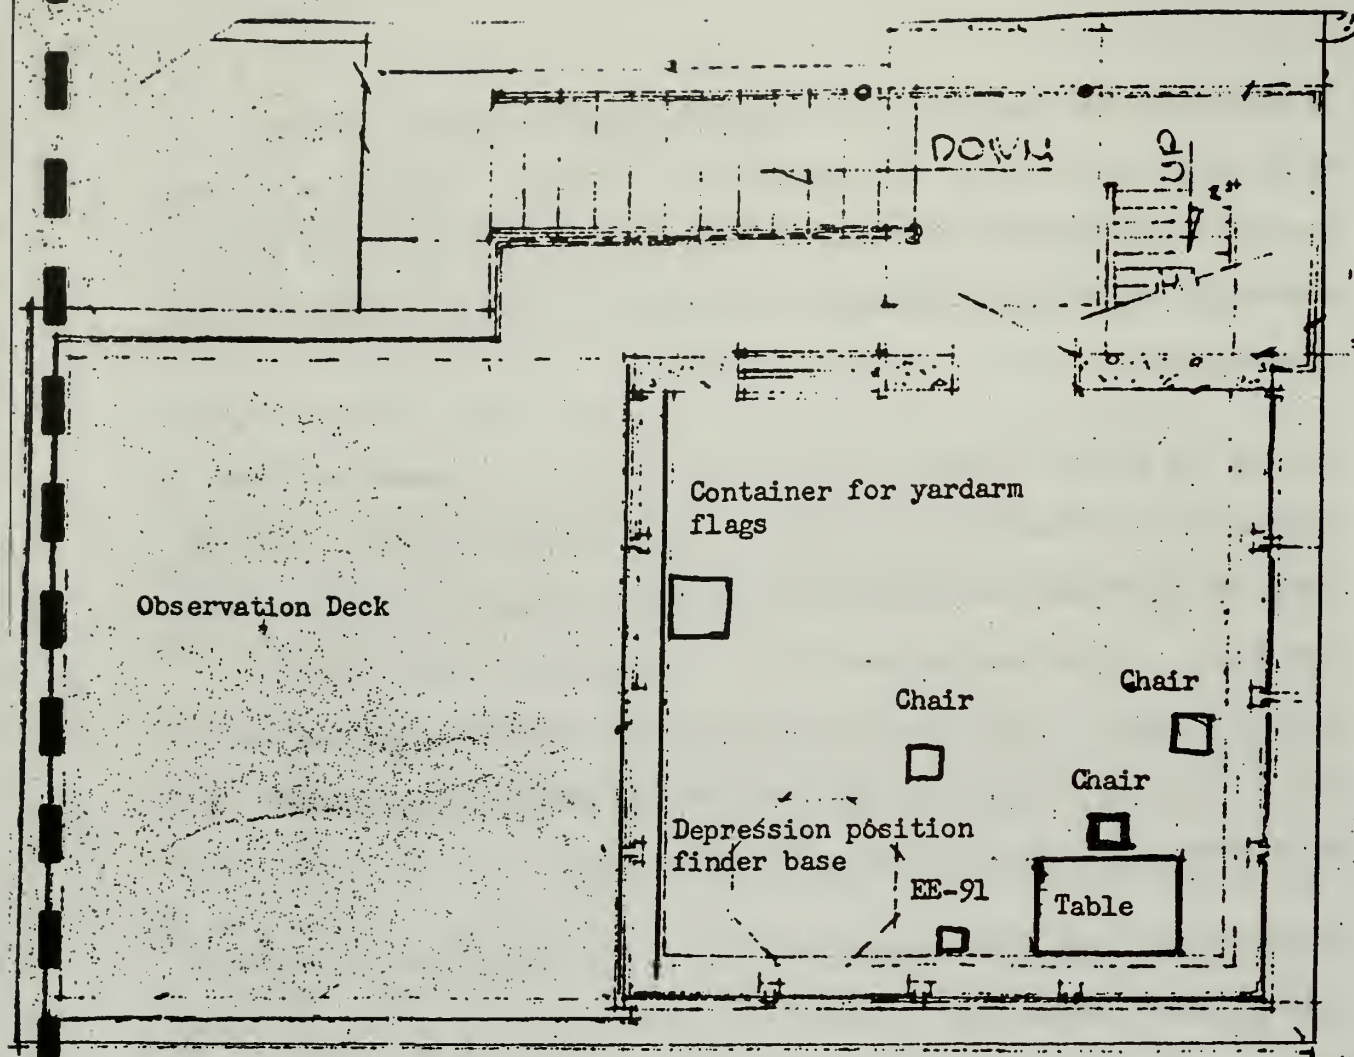 DOWN
UP
Container for yardarm
flags
Observation Deck
Chair
Chair
Chair
Depression position
finder base
EE-91
Table